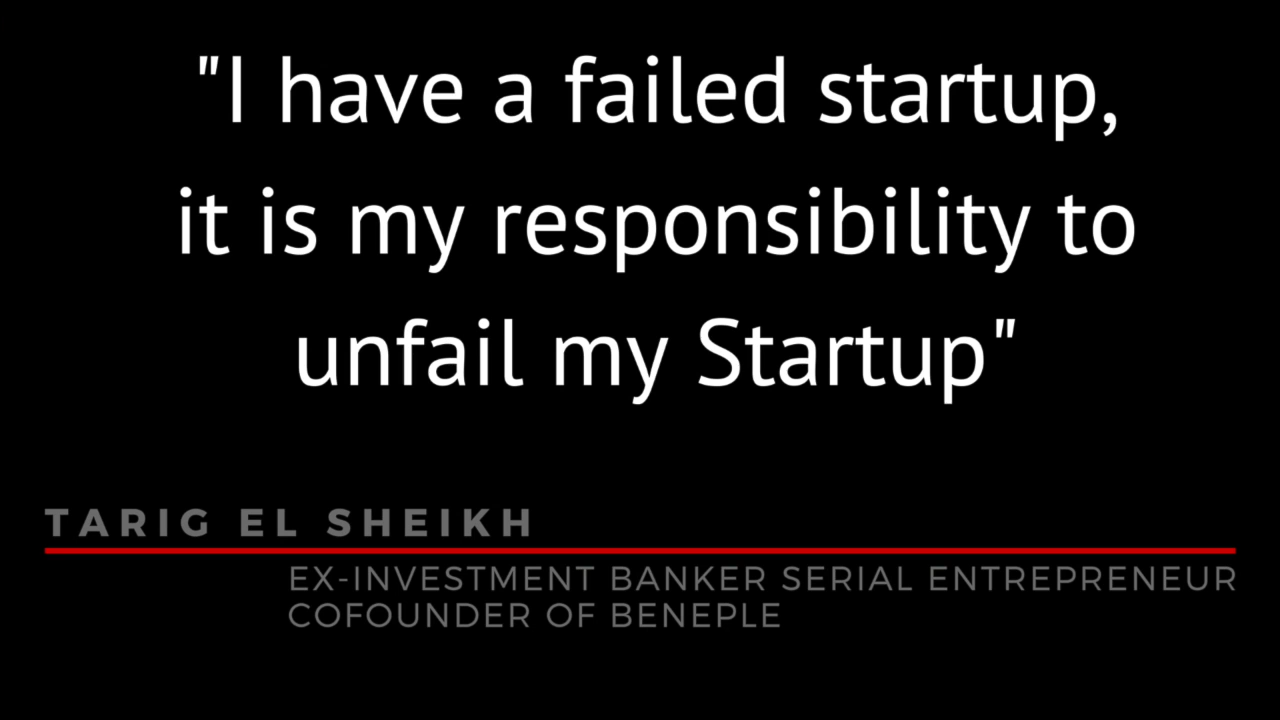 "I have a failed startup,
it is my responsibility to
unfail my Startup"
TARIG EL SHEIKH
EX-INVESTMENT BANKER SERIAL ENTREPRENEUR
COFOUNDER OF BENEPLE